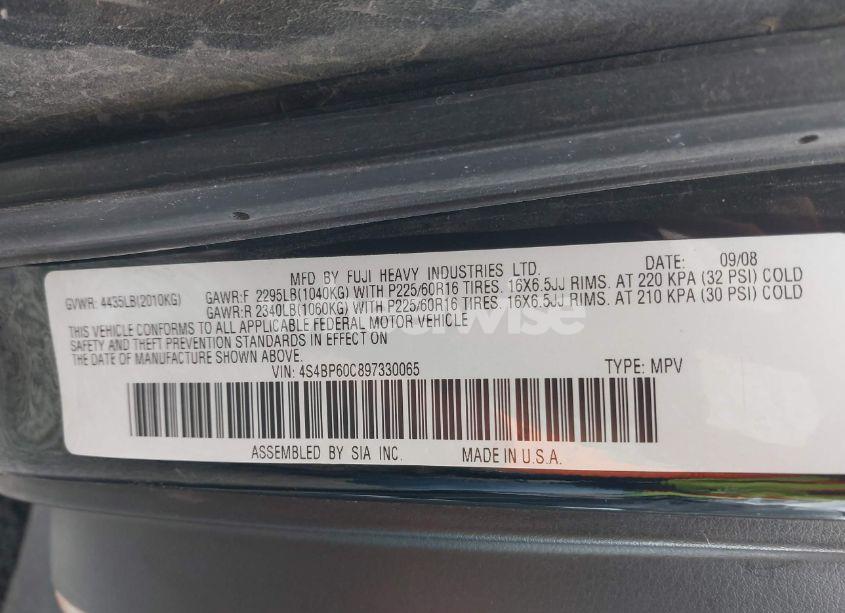 MFD BY FUJI HEAVY INDUSTRIES LTD. DATE: 09/08
GVWR: 4435LB(2010KG) GAWR:F 2295LB(1040KG) WITH P225/60R16 TIRES. 16X6.5JJ RIMS. AT 220 KPA (32 PSI) COLD
GAWR:R 2340LB(1060KG) WITH P225/60R16 TIRES. 16X6.5JJ RIMS. AT 210 KPA (30 PSI) COLD
THIS VEHICLE CONFORMS TO ALL APPLICABLE FEDERAL MOTOR VEHICLE
SAFETY AND THEFT PREVENTION STANDARDS IN EFFECT ON
THE DATE OF MANUFACTURE SHOWN ABOVE.
VIN: 4S4BP60C897330065 TYPE: MPV
ASSEMBLED BY SIA INC. MADE IN U.S.A.